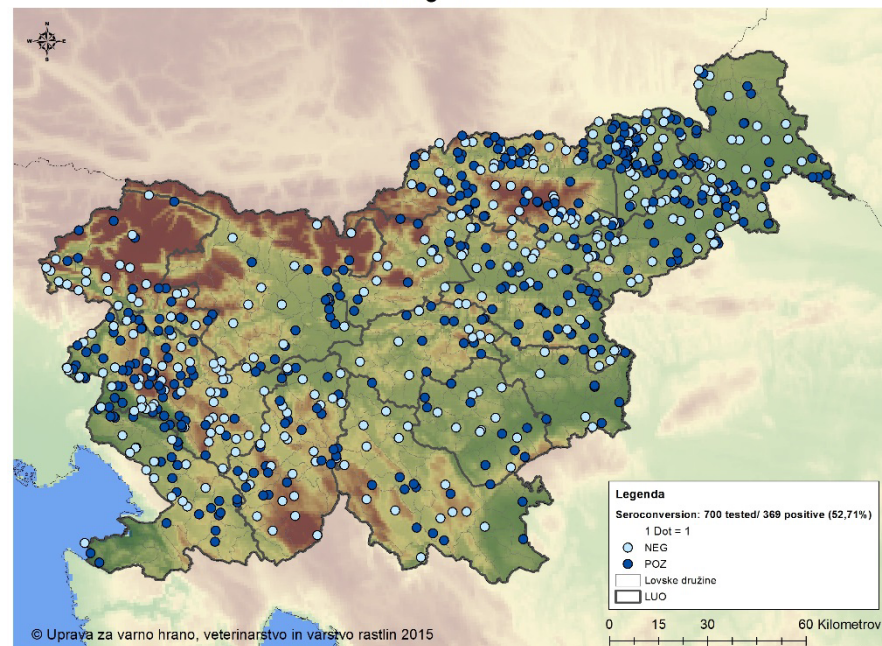 N
W E
S
Legenda
Seroconversion: 700 tested/ 369 positive (52,71%)
1 Dot = 1
NEG
POZ
Lovske družine
LUO
0 15 30 60 Kilometrov
© Uprava za varno hrano, veterinarstvo in varstvo rastlin 2015